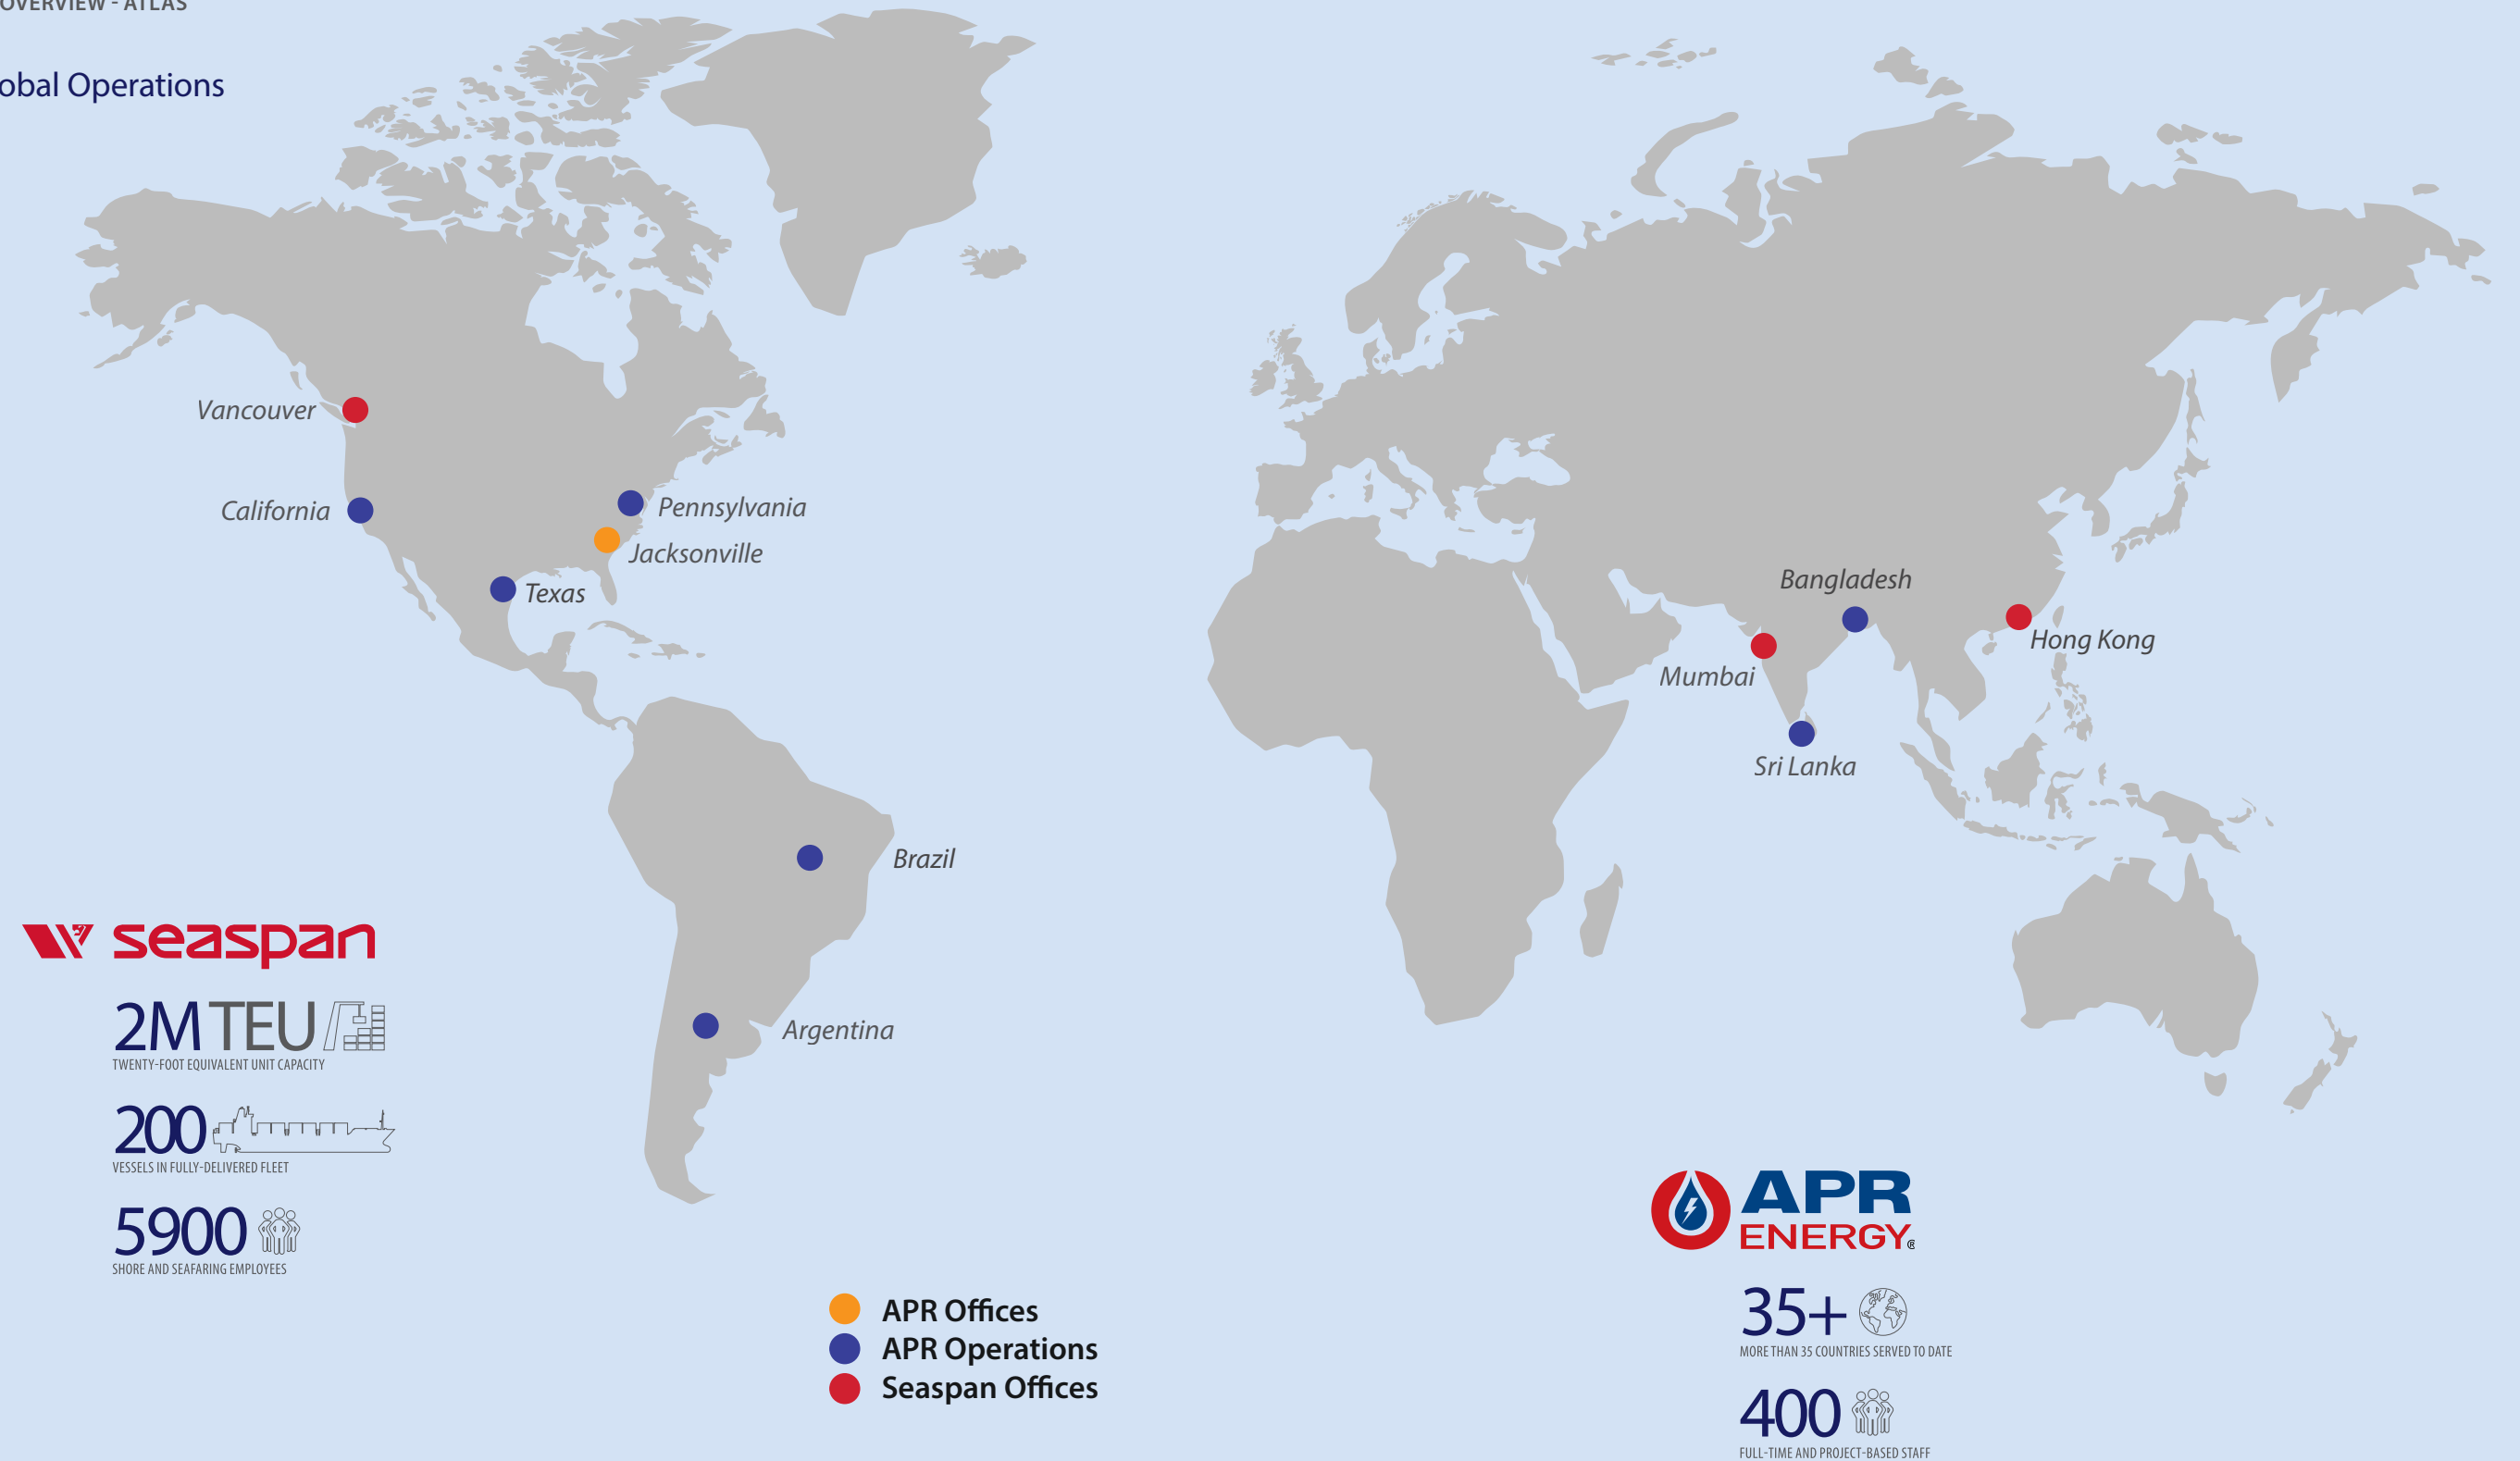 OVERVIEW - ATLAS
obal Operations
Vancouver
California
Pennsylvania
Jacksonville
Texas
Bangladesh
Hong Kong
Mumbai
Sri Lanka
Brazil
Argentina
seaspan
2M TEU
TWENTY-FOOT EQUIVALENT UNIT CAPACITY
200
VESSELS IN FULLY-DELIVERED FLEET
5900
SHORE AND SEAFARING EMPLOYEES
APR Offices
APR Operations
Seaspan Offices
APR
ENERGY®
35+
MORE THAN 35 COUNTRIES SERVED TO DATE
400
FULL-TIME AND PROJECT-BASED STAFF